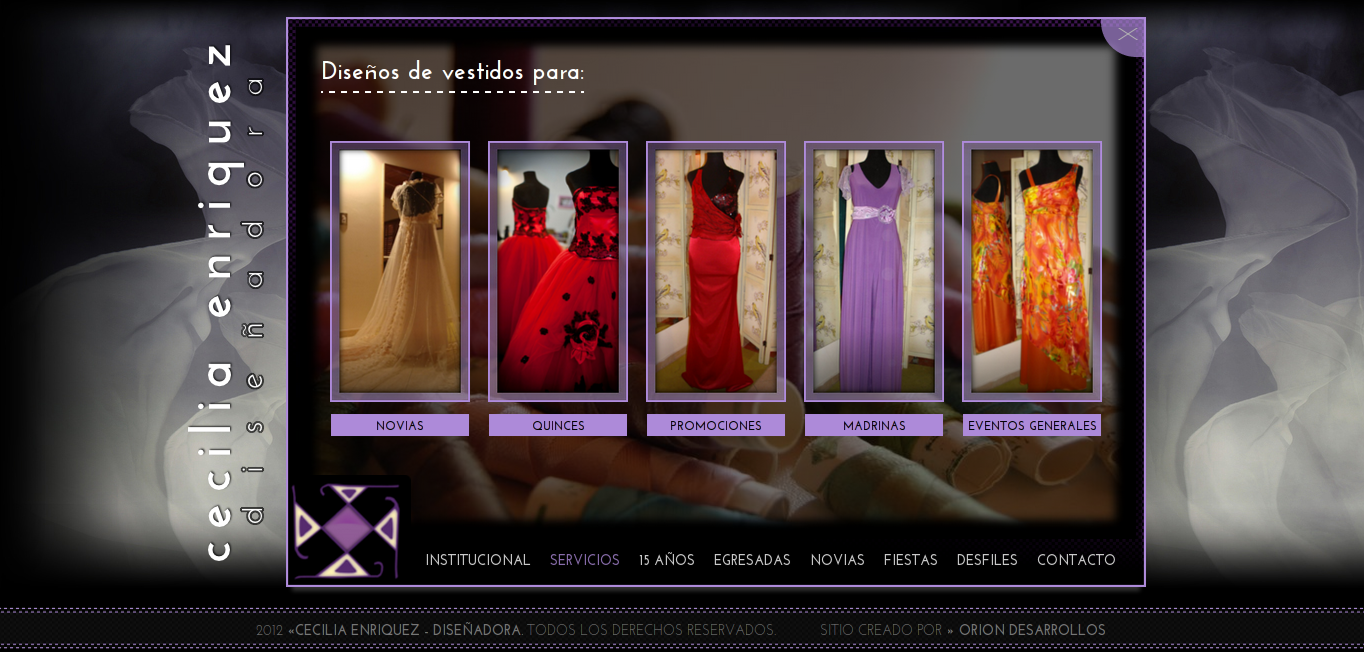 cecilia enriquez
diseñadora
Diseños de vestidos para:
NOVIAS
QUINCES
PROMOCIONES
MADRINAS
EVENTOS GENERALES
INSTITUCIONAL SERVICIOS 15 AÑOS EGRESADAS NOVIAS FIESTAS DESFILES CONTACTO
2012 «CECILIA ENRIQUEZ - DISEÑADORA. TODOS LOS DERECHOS RESERVADOS. SITIO CREADO POR » ORION DESARROLLOS